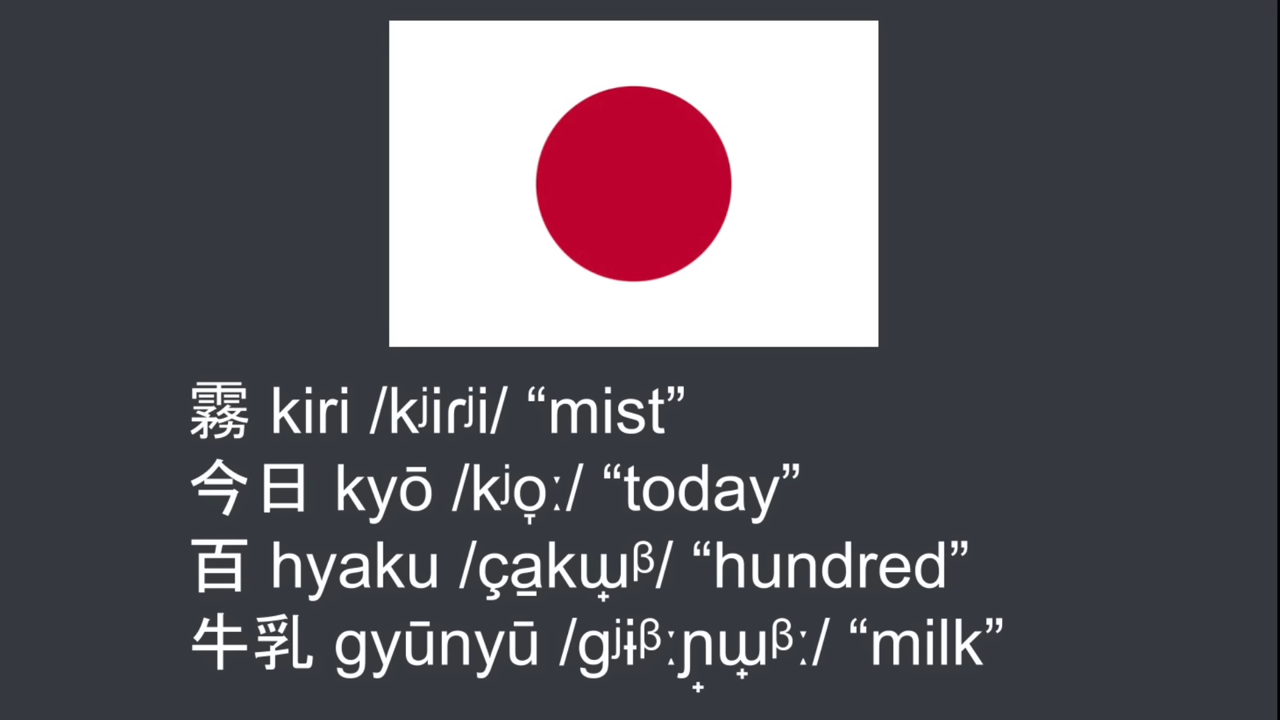 霧 kiri /kʲiɾʲi/ “mist”
今日 kyō /kʲo̞ː/ “today”
百 hyaku /ça̠kɯ̟ᵝ/ “hundred”
牛乳 gyūnyū /gʲɨᵝːɲ̟ɯ̟ᵝː/ “milk”